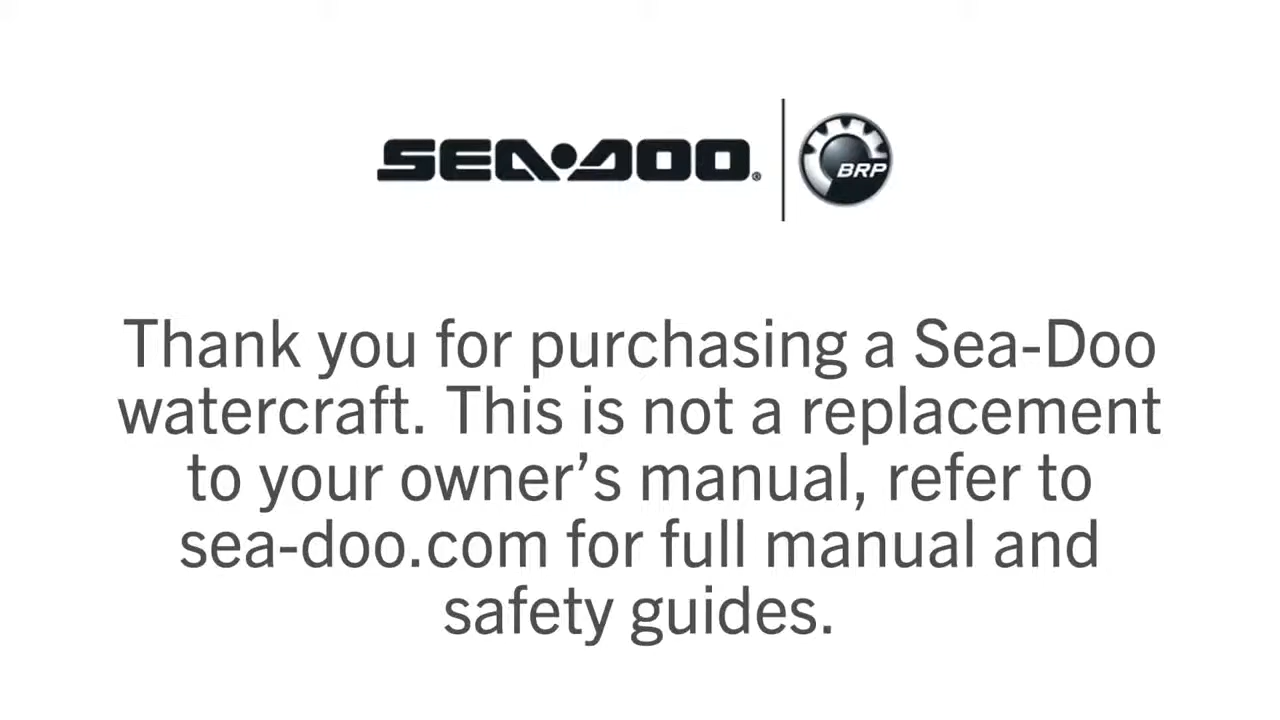 SEA-DOO® BRP
Thank you for purchasing a Sea-Doo
watercraft. This is not a replacement
to your owner’s manual, refer to
sea-doo.com for full manual and
safety guides.